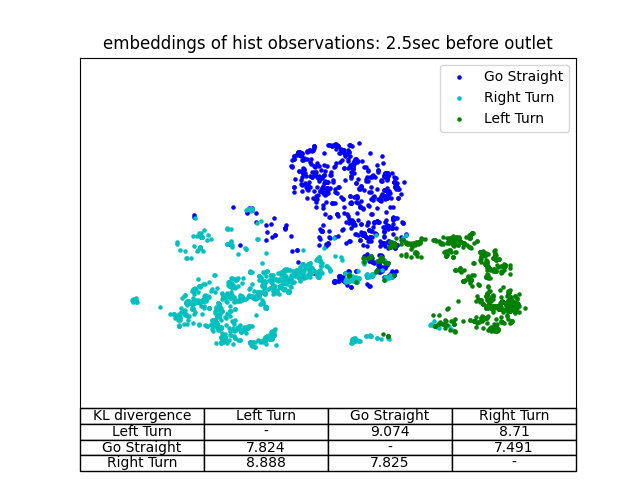 embeddings of hist observations: 2.5sec before outlet
Go Straight
Right Turn
Left Turn
KL divergence Left Turn Go Straight Right Turn
Left Turn - 9.074 8.71
Go Straight 7.824 - 7.491
Right Turn 8.888 7.825 -